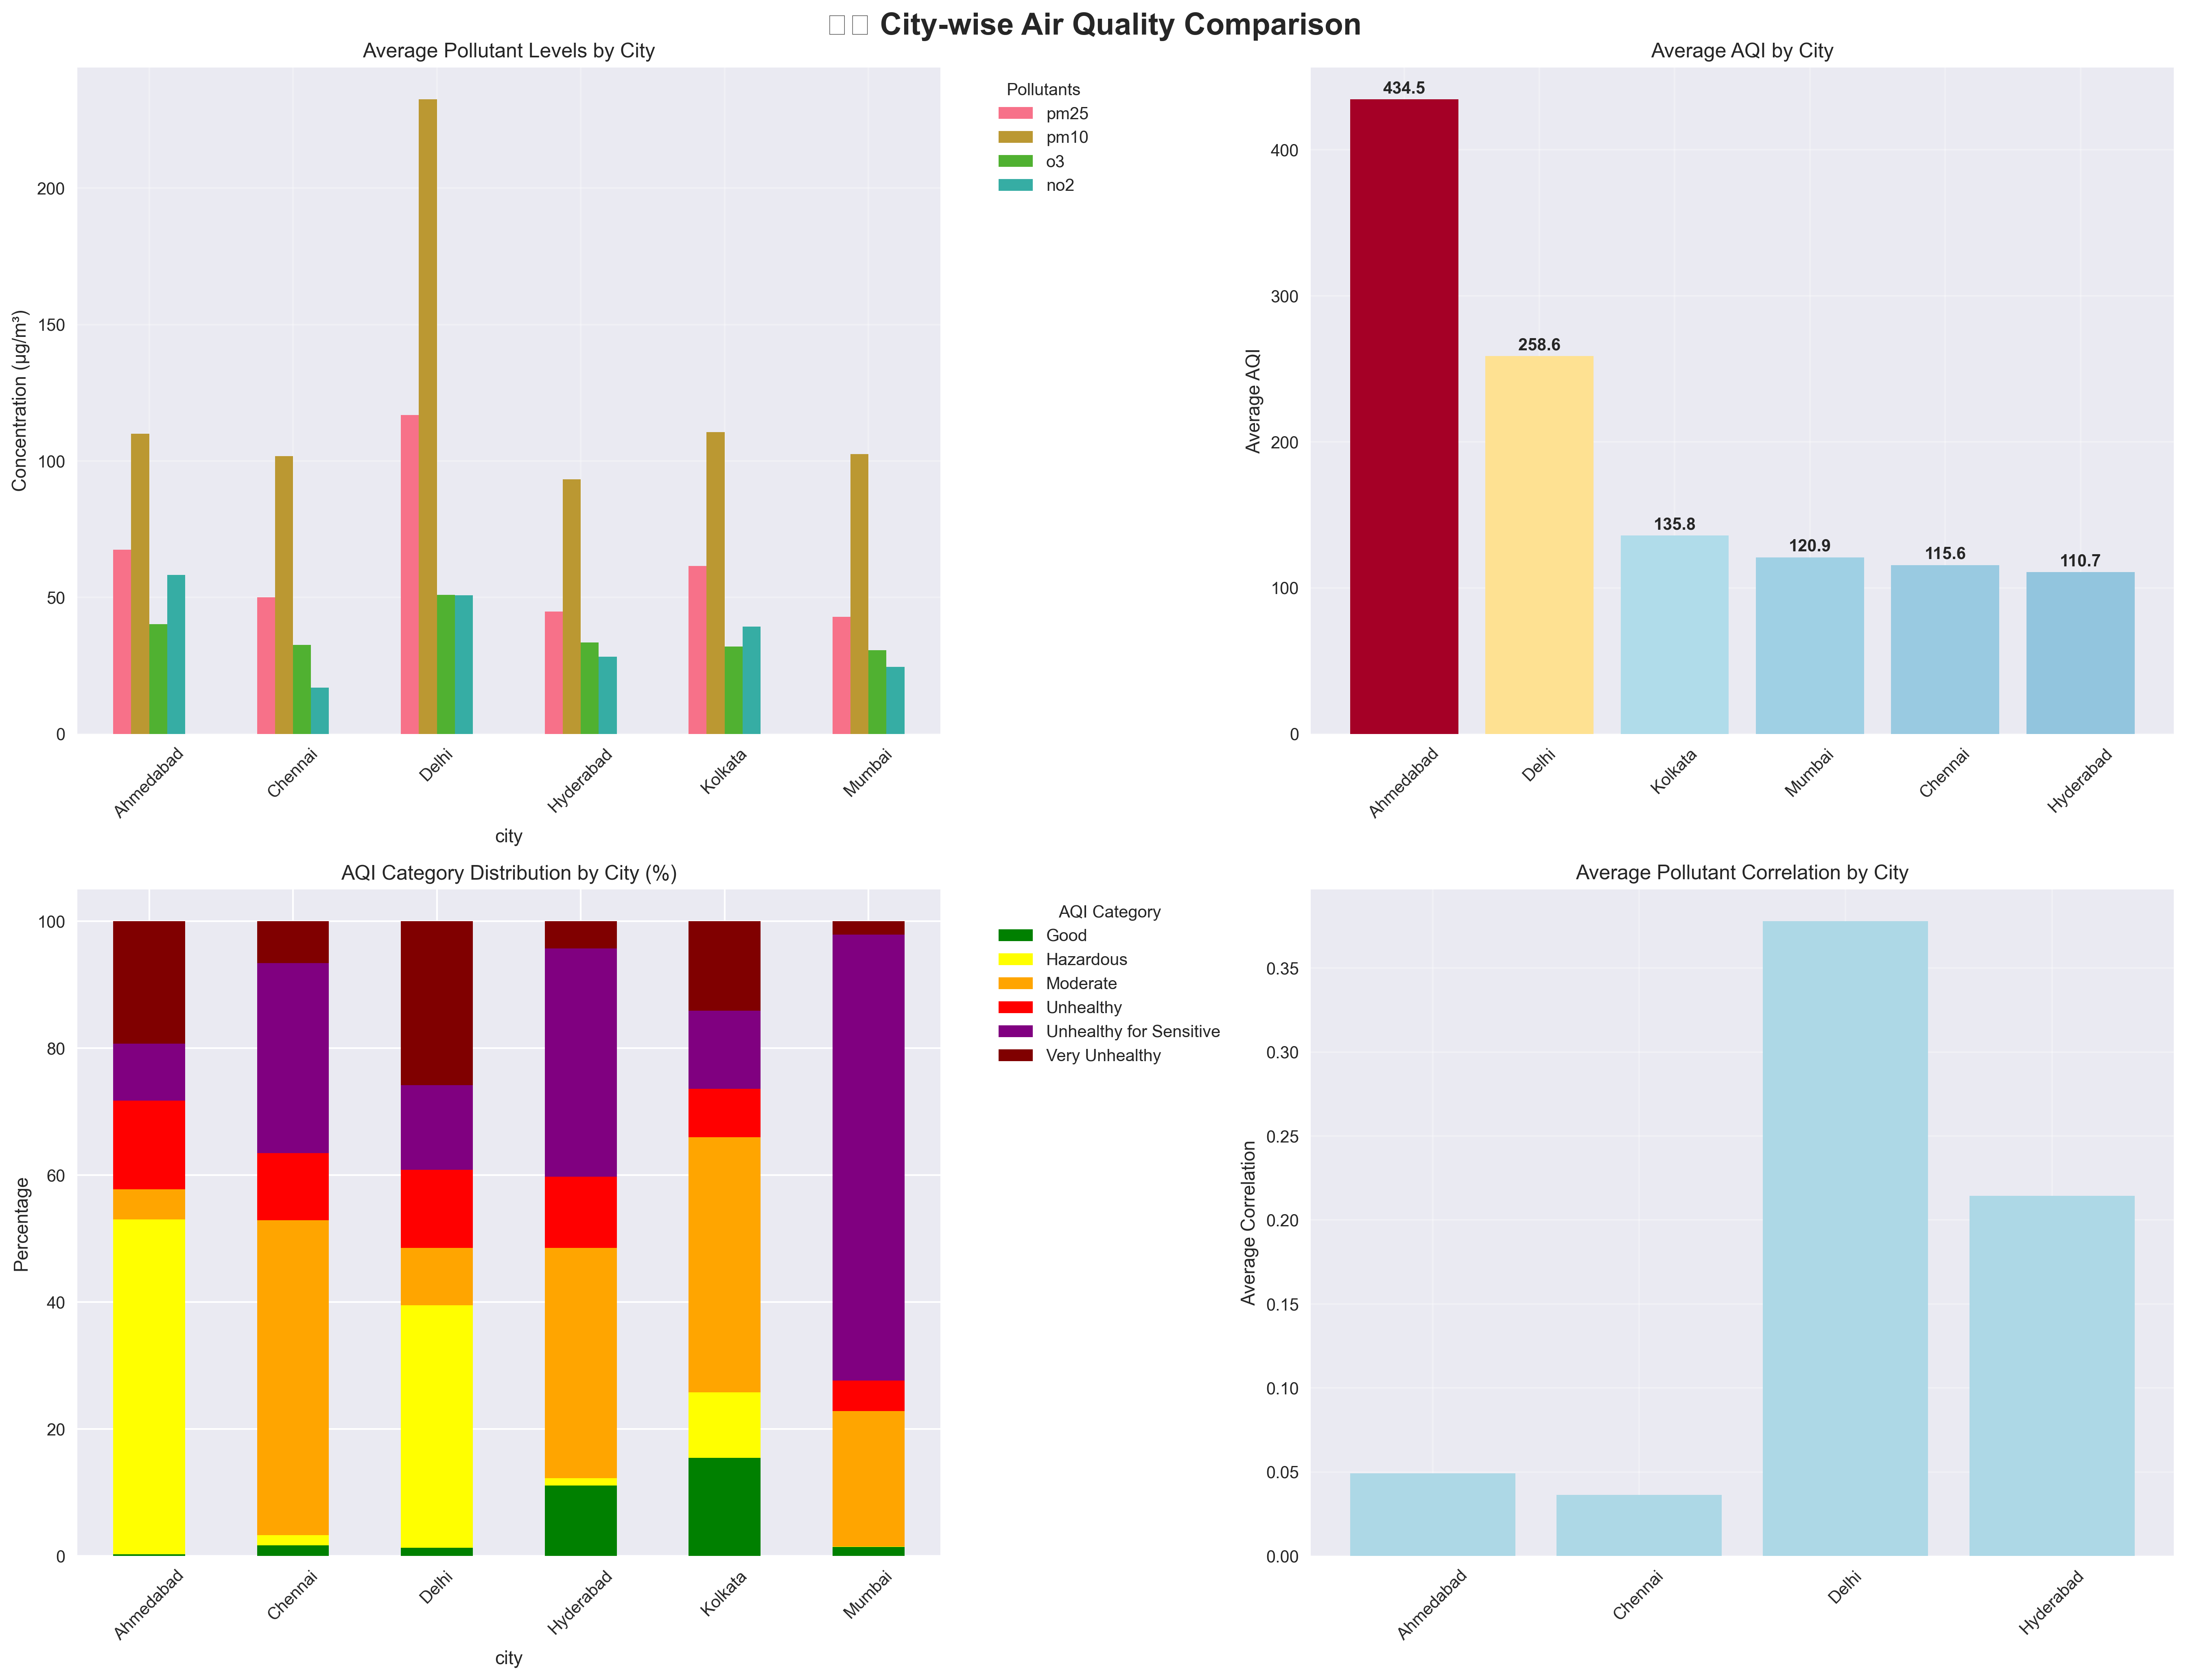 City-wise Air Quality Comparison
Average Pollutant Levels by City
Concentration (µg/m³)
200
150
100
50
0
Ahmedabad
Chennai
Delhi
Hyderabad
Kolkata
Mumbai
city
Pollutants
pm25
pm10
o3
no2
Average AQI by City
Average AQI
400
300
200
100
0
434.5
258.6
135.8
120.9
115.6
110.7
Ahmedabad
Delhi
Kolkata
Mumbai
Chennai
Hyderabad
AQI Category Distribution by City (%)
Percentage
100
80
60
40
20
0
Ahmedabad
Chennai
Delhi
Hyderabad
Kolkata
Mumbai
city
AQI Category
Good
Hazardous
Moderate
Unhealthy
Unhealthy for Sensitive
Very Unhealthy
Average Pollutant Correlation by City
Average Correlation
0.35
0.30
0.25
0.20
0.15
0.10
0.05
0.00
Ahmedabad
Chennai
Delhi
Hyderabad